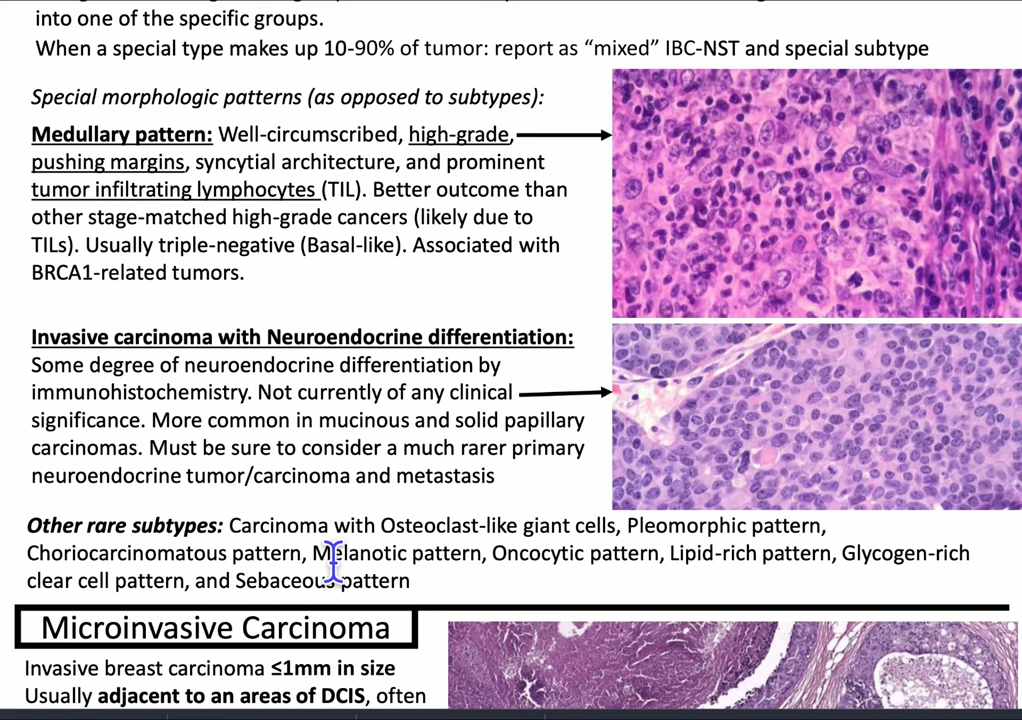 into one of the specific groups.
When a special type makes up 10-90% of tumor: report as “mixed” IBC-NST and special subtype
Special morphologic patterns (as opposed to subtypes):
Medullary pattern: Well-circumscribed, high-grade,
pushing margins, syncytial architecture, and prominent
tumor infiltrating lymphocytes (TIL). Better outcome than
other stage-matched high-grade cancers (likely due to
TILs). Usually triple-negative (Basal-like). Associated with
BRCA1-related tumors.
Invasive carcinoma with Neuroendocrine differentiation:
Some degree of neuroendocrine differentiation by
immunohistochemistry. Not currently of any clinical
significance. More common in mucinous and solid papillary
carcinomas. Must be sure to consider a much rarer primary
neuroendocrine tumor/carcinoma and metastasis
Other rare subtypes: Carcinoma with Osteoclast-like giant cells, Pleomorphic pattern,
Choriocarcinomatous pattern, Melanotic pattern, Oncocytic pattern, Lipid-rich pattern, Glycogen-rich
clear cell pattern, and Sebaceous pattern
Microinvasive Carcinoma
Invasive breast carcinoma ≤1mm in size
Usually adjacent to an areas of DCIS, often